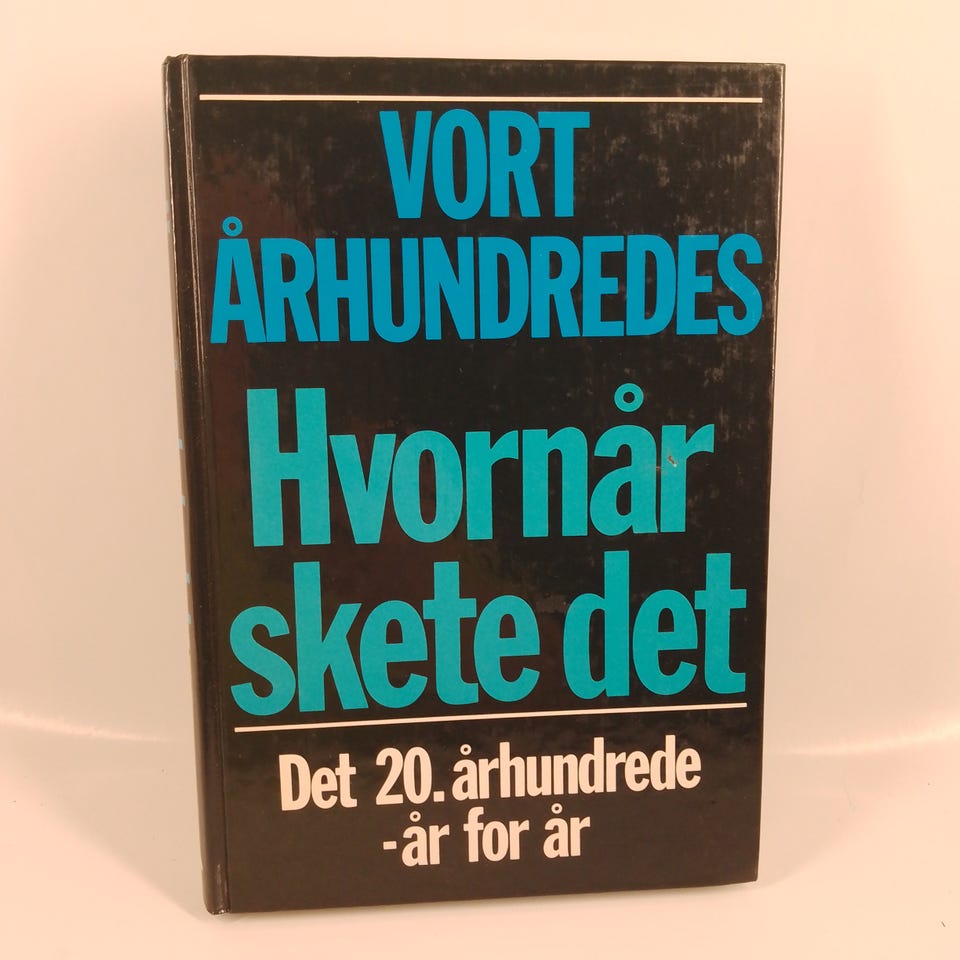 VORT
ÅRHUNDREDES
Hvornår
skete det
Det 20. århundrede
-år for år